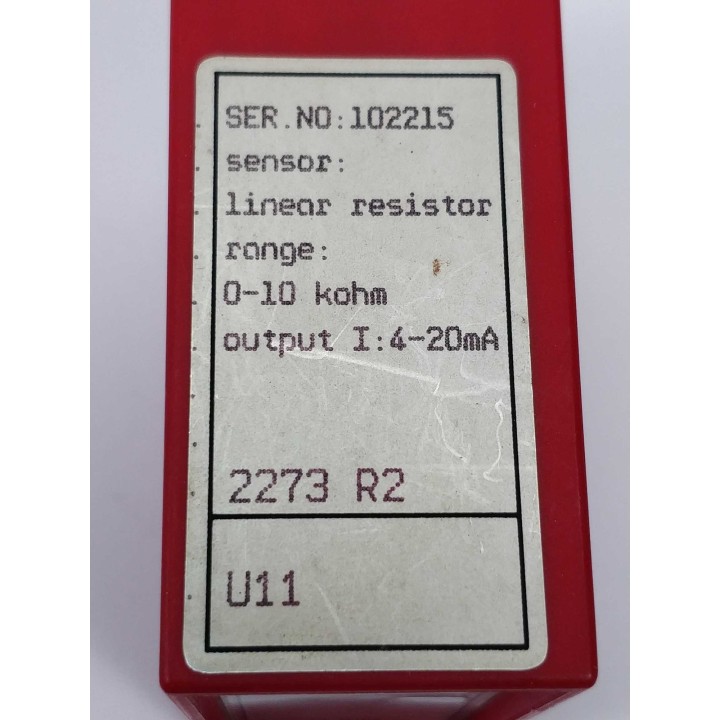 SER.NO:102215
sensor:
linear resistor
range:
0-10 kohm
output I:4-20mA
2273 R2
U11